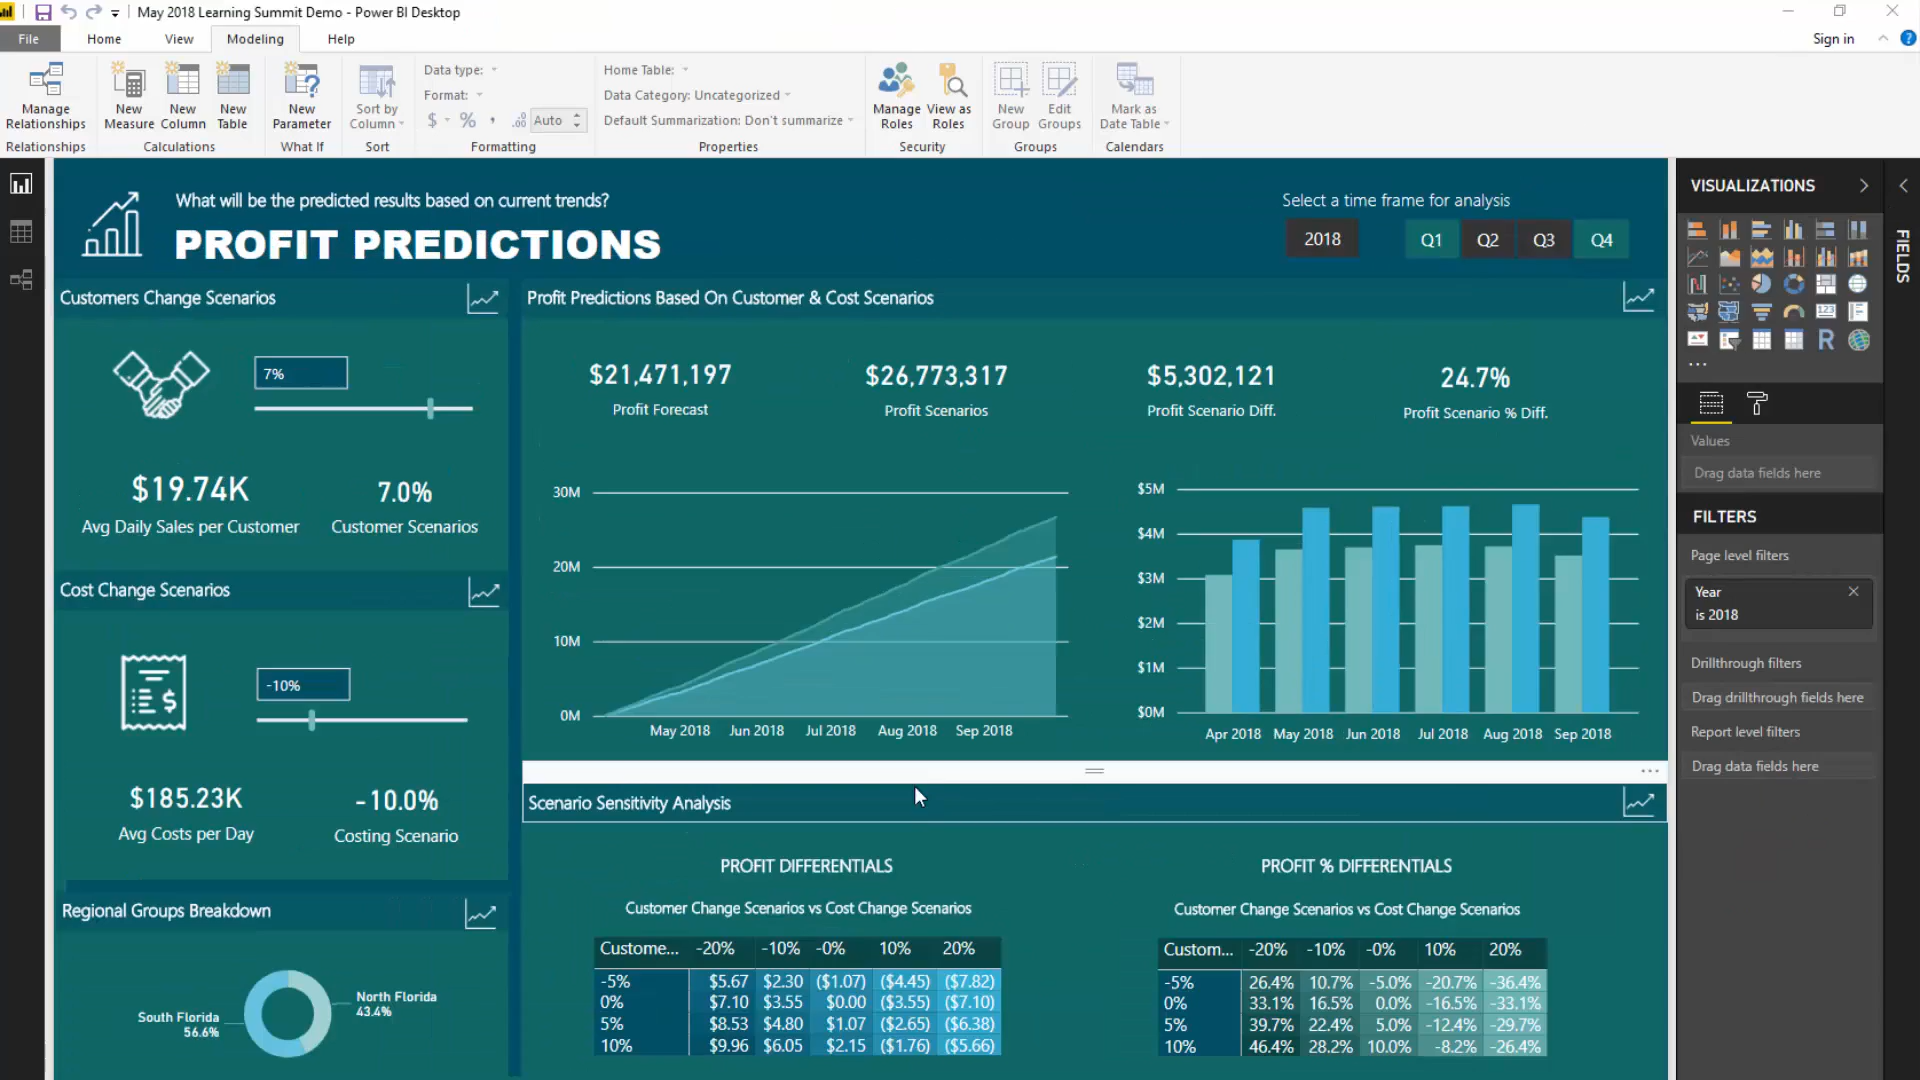 May 2018 Learning Summit Demo - Power BI Desktop
File Home View Modeling Help Sign in
Manage Relationships
New Measure
New Column
New Table
New Parameter
Sort by Column
Data type:
Format:
$ % , .00 Auto
Home Table:
Data Category: Uncategorized
Default Summarization: Don't summarize
Manage Roles
View as Roles
New Group
Edit Groups
Mark as Date Table
Relationships Calculations What If Sort Formatting Properties Security Groups Calendars
What will be the predicted results based on current trends?
PROFIT PREDICTIONS
Select a time frame for analysis
2018 Q1 Q2 Q3 Q4
Customers Change Scenarios
7%
$19.74K
Avg Daily Sales per Customer
7.0%
Customer Scenarios
Cost Change Scenarios
-10%
$185.23K
Avg Costs per Day
-10.0%
Costing Scenario
Regional Groups Breakdown
North Florida
43.4%
South Florida
56.6%
Profit Predictions Based On Customer & Cost Scenarios
$21,471,197
Profit Forecast
$26,773,317
Profit Scenarios
$5,302,121
Profit Scenario Diff.
24.7%
Profit Scenario % Diff.
30M
20M
10M
0M
May 2018 Jun 2018 Jul 2018 Aug 2018 Sep 2018
$5M
$4M
$3M
$2M
$1M
$0M
Apr 2018 May 2018 Jun 2018 Jul 2018 Aug 2018 Sep 2018
Scenario Sensitivity Analysis
PROFIT DIFFERENTIALS
Customer Change Scenarios vs Cost Change Scenarios
Custome... -20% -10% -0% 10% 20%
-5% $5.67 $2.30 ($1.07) ($4.45) ($7.82)
0% $7.10 $3.55 $0.00 ($3.55) ($7.10)
5% $8.53 $4.80 $1.07 ($2.65) ($6.38)
10% $9.96 $6.05 $2.15 ($1.76) ($5.66)
PROFIT % DIFFERENTIALS
Customer Change Scenarios vs Cost Change Scenarios
Custom... -20% -10% -0% 10% 20%
-5% 26.4% 10.7% -5.0% -20.7% -36.4%
0% 33.1% 16.5% 0.0% -16.5% -33.1%
5% 39.7% 22.4% 5.0% -12.4% -29.7%
10% 46.4% 28.2% 10.0% -8.2% -26.4%
VISUALIZATIONS
123
R
...
Values
Drag data fields here
FILTERS
Page level filters
Year
is 2018
Drillthrough filters
Drag drillthrough fields here
Report level filters
Drag data fields here
FIELDS